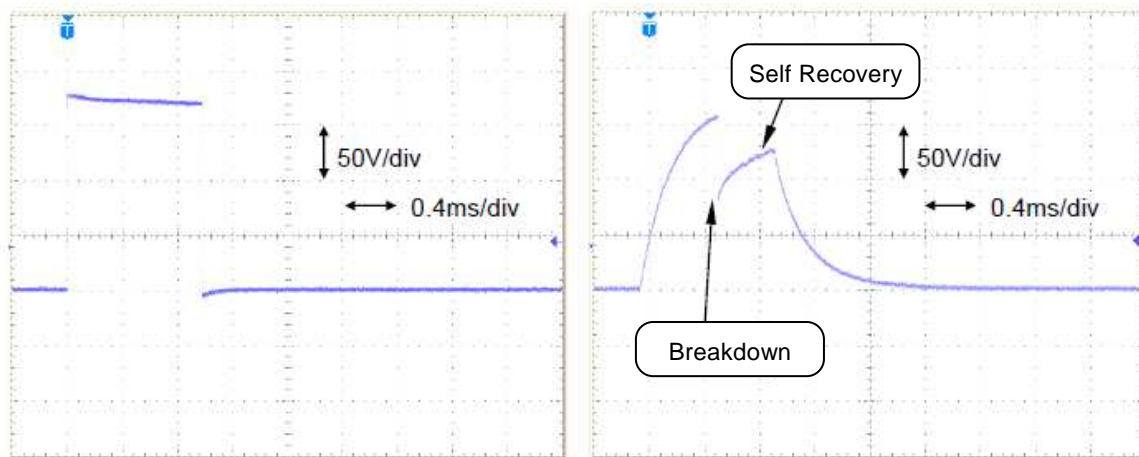 T
50V/div
0.4ms/div
T
Self Recovery
50V/div
0.4ms/div
Breakdown